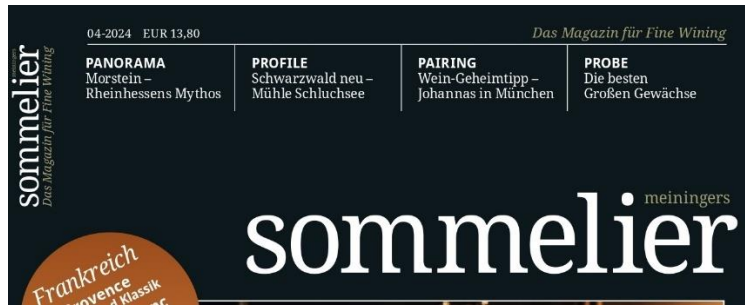 04-2024 EUR 13,80
Das Magazin für Fine Wining
PANORAMA
Morstein –
Rheinhessens Mythos
PROFILE
Schwarzwald neu –
Mühle Schluchsee
PAIRING
Wein-Geheimtipp –
Johannas in München
PROBE
Die besten
Großen Gewächse
meiningers
sommelier
Das Magazin für Fine Wining
meiningers
sommelier
Frankreich
Klassik